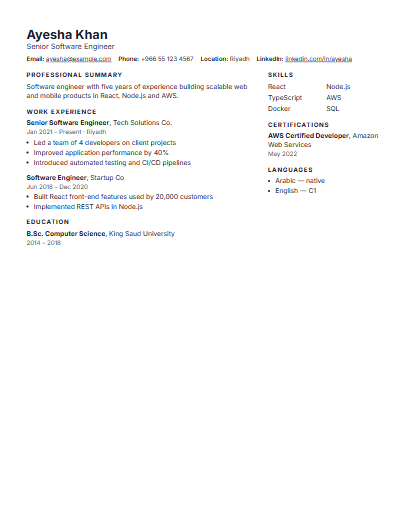 Ayesha Khan
Senior Software Engineer
Email: ayesha@example.com Phone: +966 55 123 4567 Location: Riyadh LinkedIn: linkedin.com/in/ayesha
PROFESSIONAL SUMMARY
Software engineer with five years of experience building scalable web
and mobile products in React, Node.js and AWS.
WORK EXPERIENCE
Senior Software Engineer, Tech Solutions Co.
Jan 2021 – Present · Riyadh
• Led a team of 4 developers on client projects
• Improved application performance by 40%
• Introduced automated testing and CI/CD pipelines
Software Engineer, Startup Co
Jun 2018 – Dec 2020
• Built React front-end features used by 20,000 customers
• Implemented REST APIs in Node.js
EDUCATION
B.Sc. Computer Science, King Saud University
2014 – 2018
SKILLS
React Node.js
TypeScript AWS
Docker SQL
CERTIFICATIONS
AWS Certified Developer, Amazon
Web Services
May 2022
LANGUAGES
• Arabic — native
• English — C1